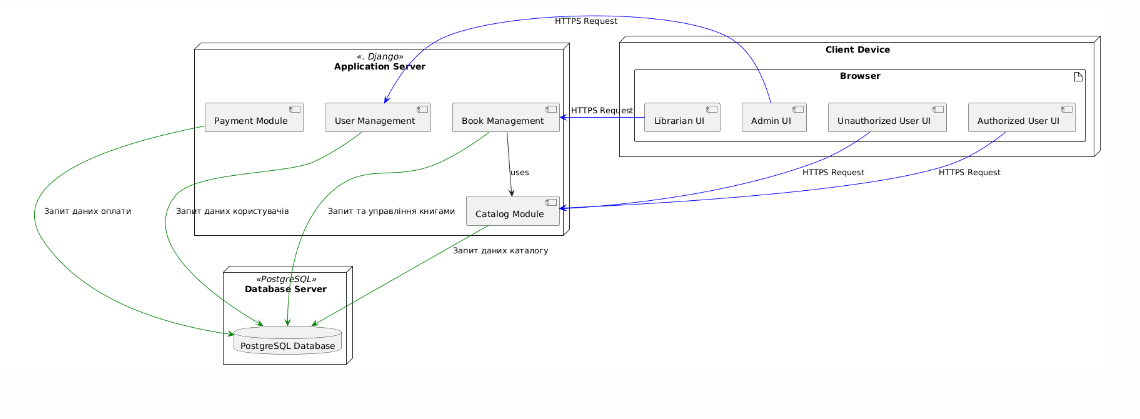 HTTPS Request
«. Django»
Application Server
Client Device
Browser
Payment Module
User Management
Book Management
HTTPS Request
Librarian UI
Admin UI
Unauthorized User UI
Authorized User UI
uses
HTTPS Request
HTTPS Request
Запит даних оплати
Запит даних користувачів
Запит та управління книгами
Catalog Module
Запит даних каталогу
«PostgreSQL»
Database Server
PostgreSQL Database